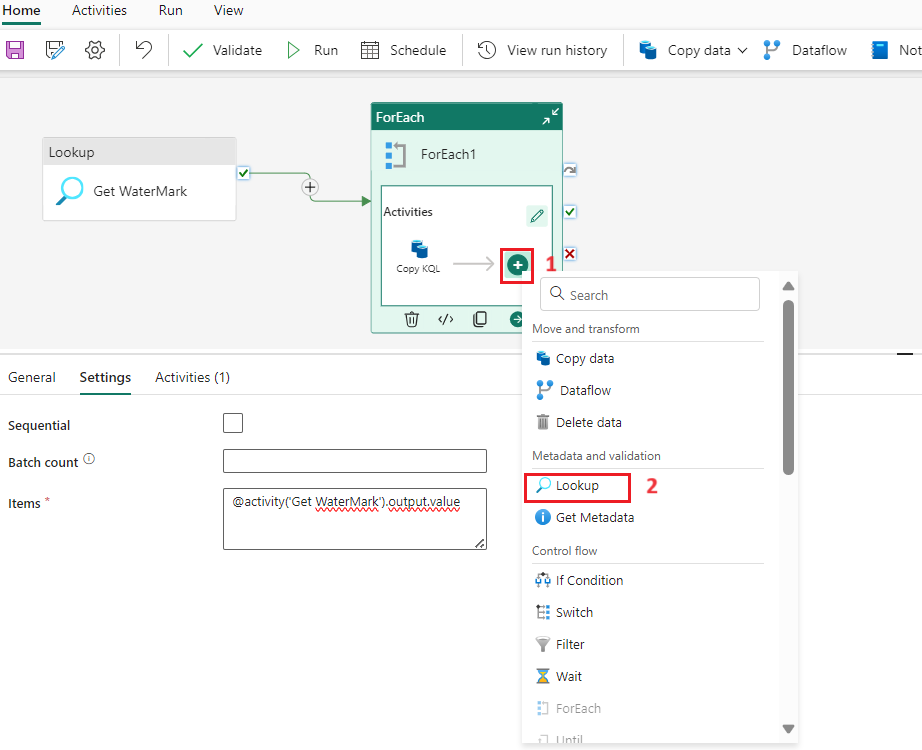 Home Activities Run View
Validate Run Schedule View run history Copy data Dataflow Not
Lookup
Get WaterMark
ForEach
ForEach1
Activities
Copy KQL
1
Search
Move and transform
Copy data
Dataflow
Delete data
Metadata and validation
Lookup 2
Get Metadata
Control flow
If Condition
Switch
Filter
Wait
ForEach
Until
General Settings Activities (1)
Sequential
Batch count
Items *
@activity('Get WaterMark').output.value